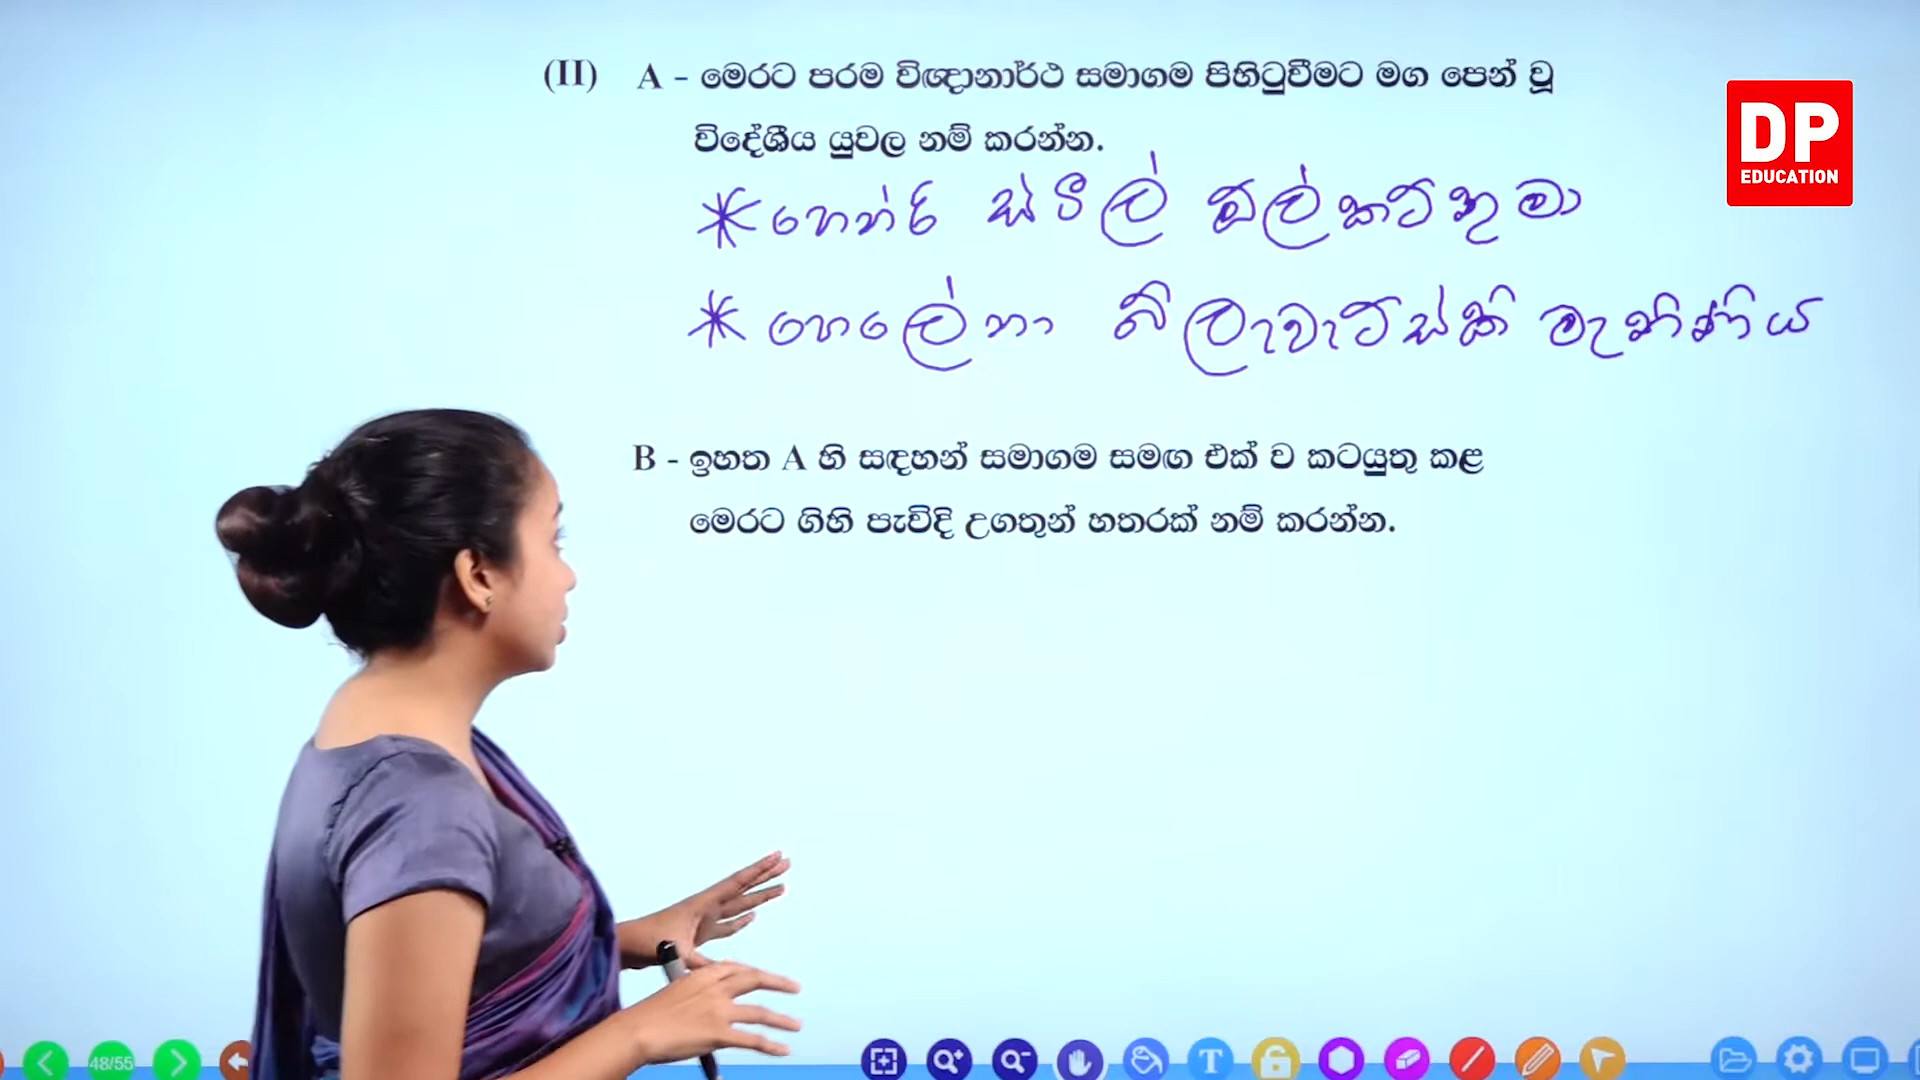 (II) A - මෙරට පරම විඥානාර්ථ සමාගම පිහිටුවීමට මග පෙන් වූ
විදේශීය යුවල නම් කරන්න.
DP
EDUCATION
* හෙන්රි ස්ටීල් ඕල්කට්තුමා
* හෙලේනා බ්ලැවැට්ස්කි මැතිණිය
B - ඉහත A හි සඳහන් සමාගම සමඟ එක් ව කටයුතු කළ
මෙරට ගිහි පැවිදි උගතුන් හතරක් නම් කරන්න.
48/55
T